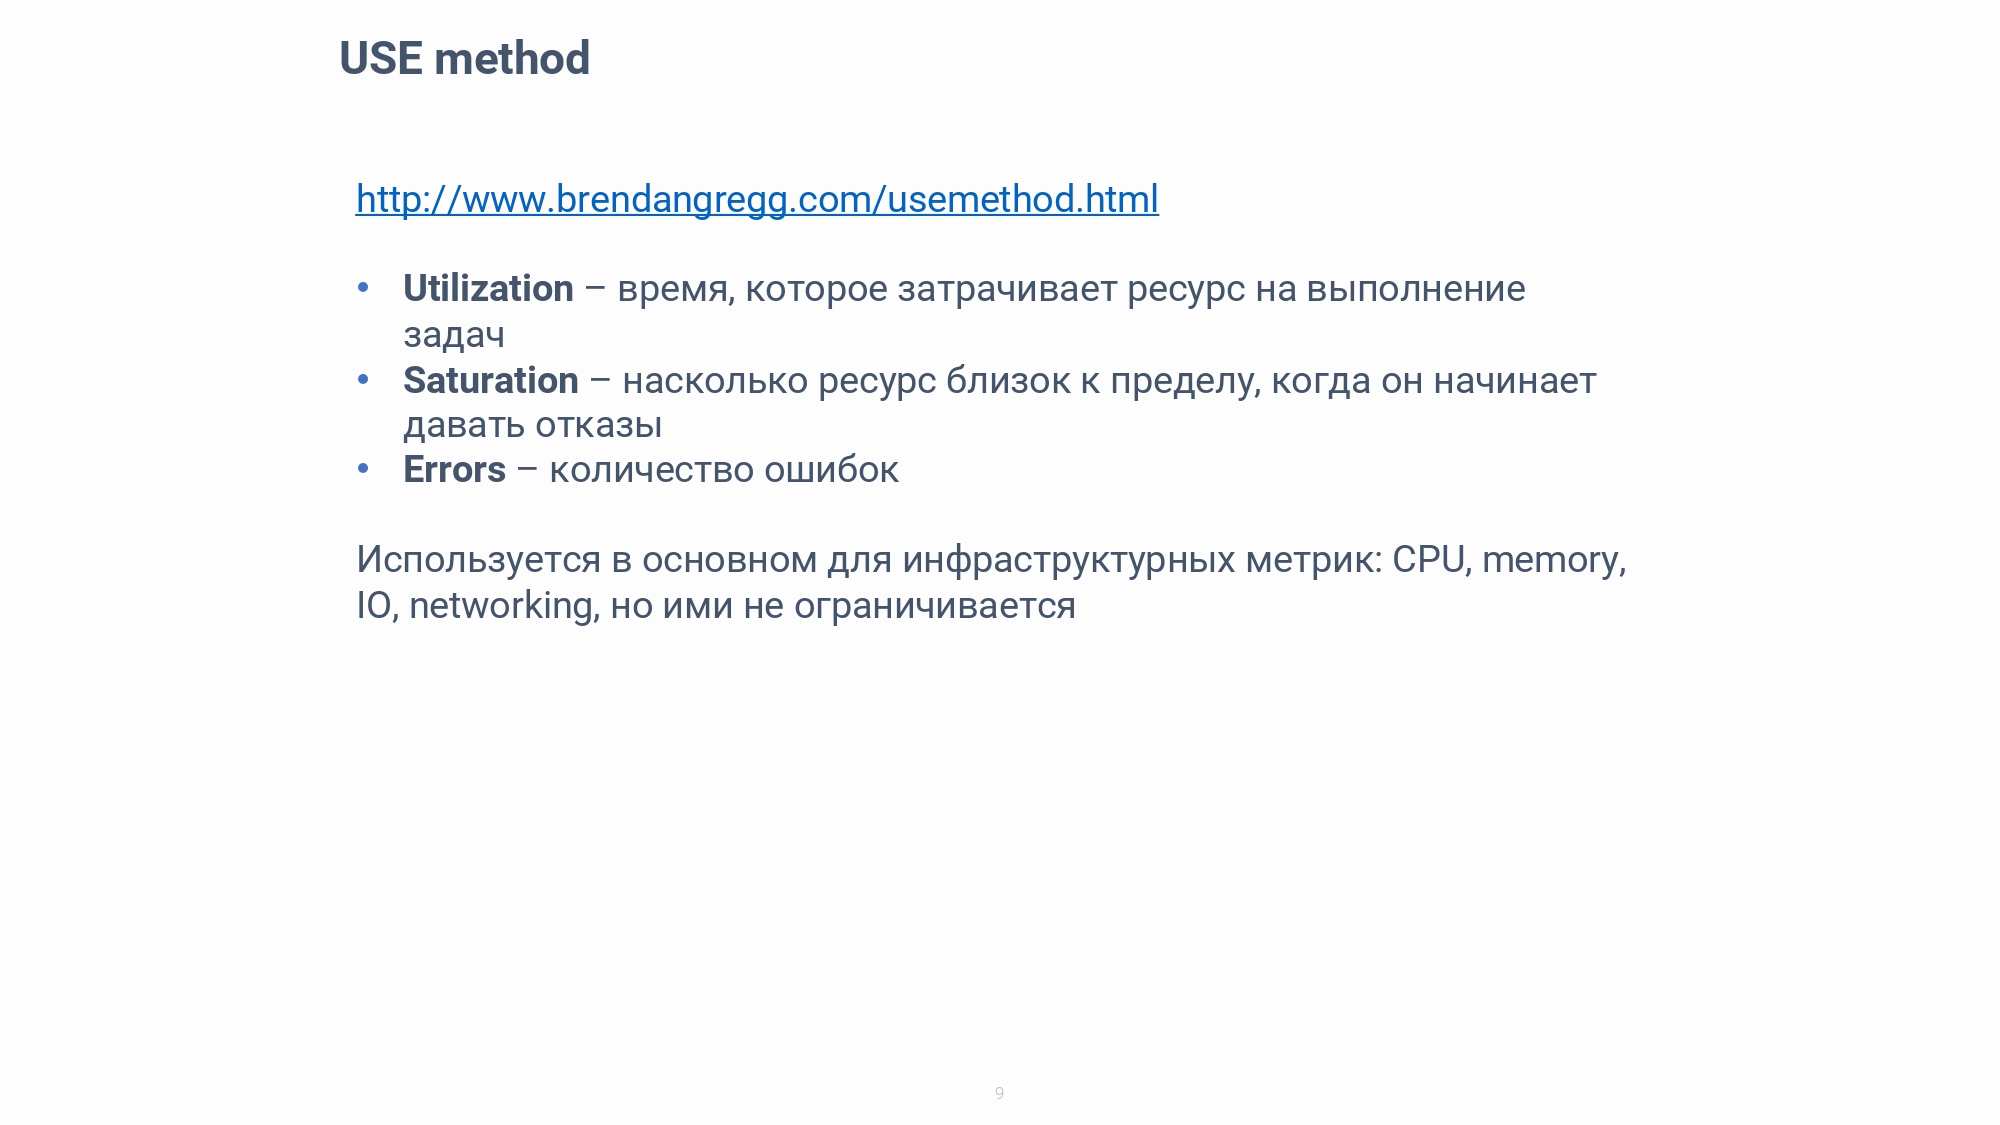 USE method
http://www.brendangregg.com/usemethod.html
• Utilization – время, которое затрачивает ресурс на выполнение
задач
• Saturation – насколько ресурс близок к пределу, когда он начинает
давать отказы
• Errors – количество ошибок
Используется в основном для инфраструктурных метрик: CPU, memory,
IO, networking, но ими не ограничивается
9